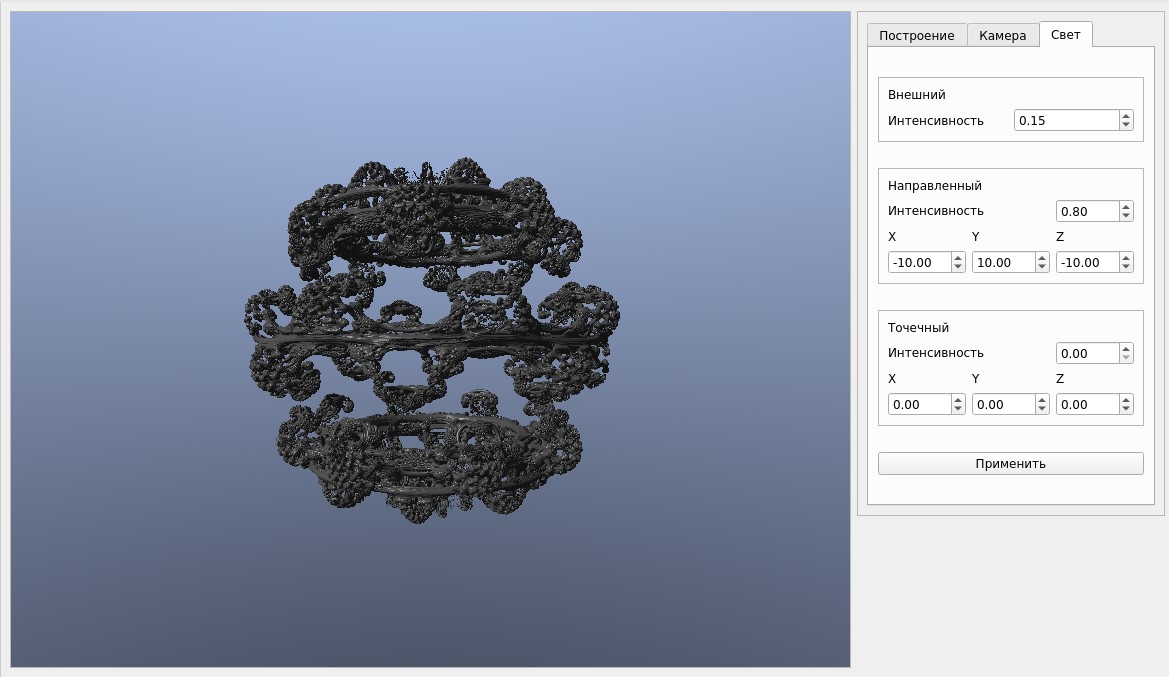 Построение Камера Свет
Внешний
Интенсивность 0.15
Направленный
Интенсивность 0.80
X Y Z
-10.00 10.00 -10.00
Точечный
Интенсивность 0.00
X Y Z
0.00 0.00 0.00
Применить